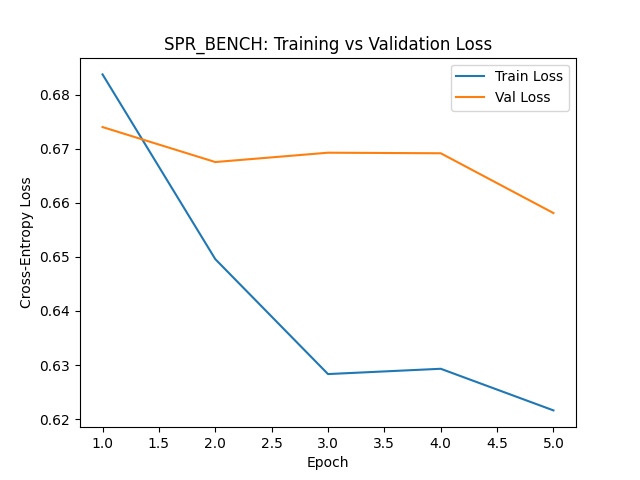 SPR_BENCH: Training vs Validation Loss
Train Loss
Val Loss
Cross-Entropy Loss
0.68
0.67
0.66
0.65
0.64
0.63
0.62
1.0 1.5 2.0 2.5 3.0 3.5 4.0 4.5 5.0
Epoch